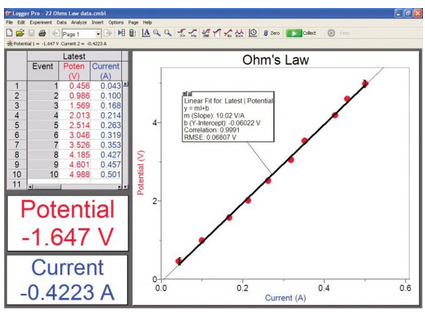 Logger Pro - 22 Ohms Law data.cmbl
File Edit Experiment Data Analyze Insert Options Page Help
Page 1
Zero
Collect
Potential = -1.647 V Current 2 = -0.4223 A
Latest
Event Poten Current
(V) (A)
1 1 0.456 0.043
2 2 0.986 0.100
3 3 1.569 0.168
4 4 2.013 0.214
5 5 2.514 0.263
6 6 3.046 0.319
7 7 3.526 0.353
8 8 4.185 0.427
9 9 4.601 0.457
10 10 4.988 0.501
11
Potential
-1.647 V
Current
-0.4223 A
Ohm's Law
Linear Fit for: Latest | Potential
y = mI+b
m (Slope): 10.02 V/A
b (Y-Intercept): -0.06022 V
Correlation: 0.9991
RMSE: 0.06807 V
Potential (V)
4
2
0
0.0 0.2 0.4 0.6
Current (A)